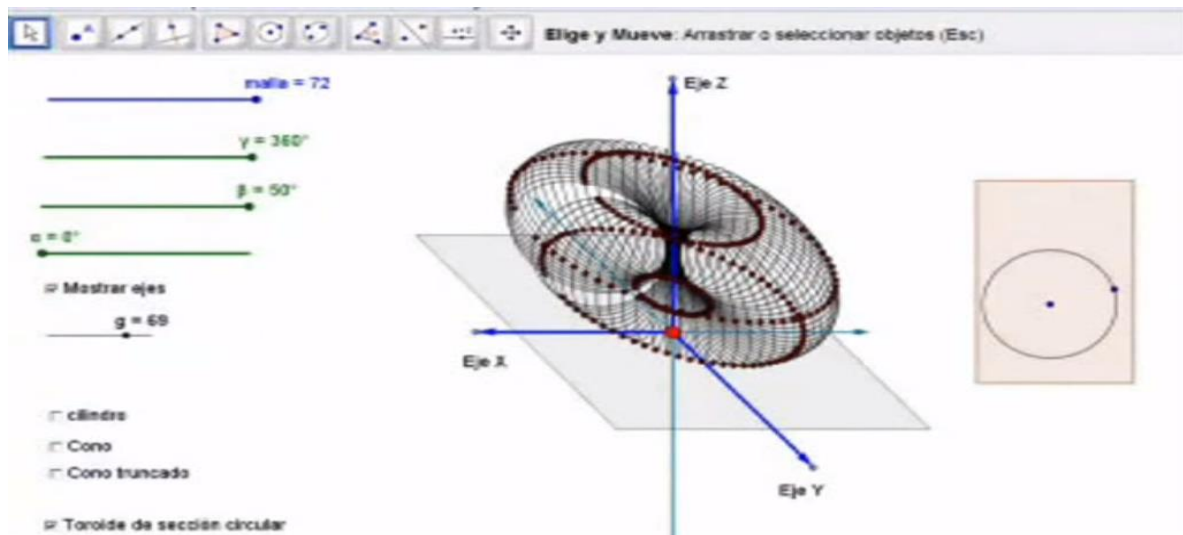 Elige y Mueve: Arrastrar o seleccionar objetos (Esc)
malla = 72
γ = 360°
β = 50°
α = 0°
Mostrar ejes
g = 69
cilindro
Cono
Cono truncado
Toroide de sección circular
Eje Z
Eje X
Eje Y